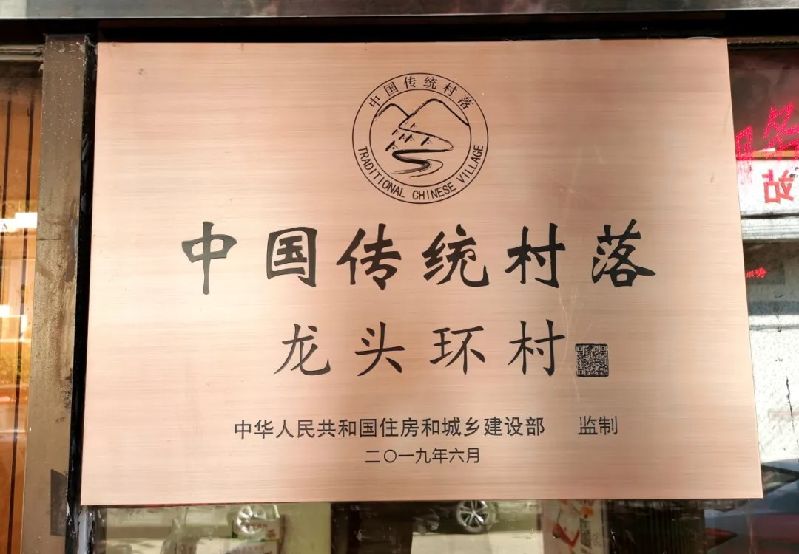 中国传统村落
TRADITIONAL CHINESE VILLAGE
中国传统村落
龙头环村
中华人民共和国住房和城乡建设部 监制
二〇一九年六月